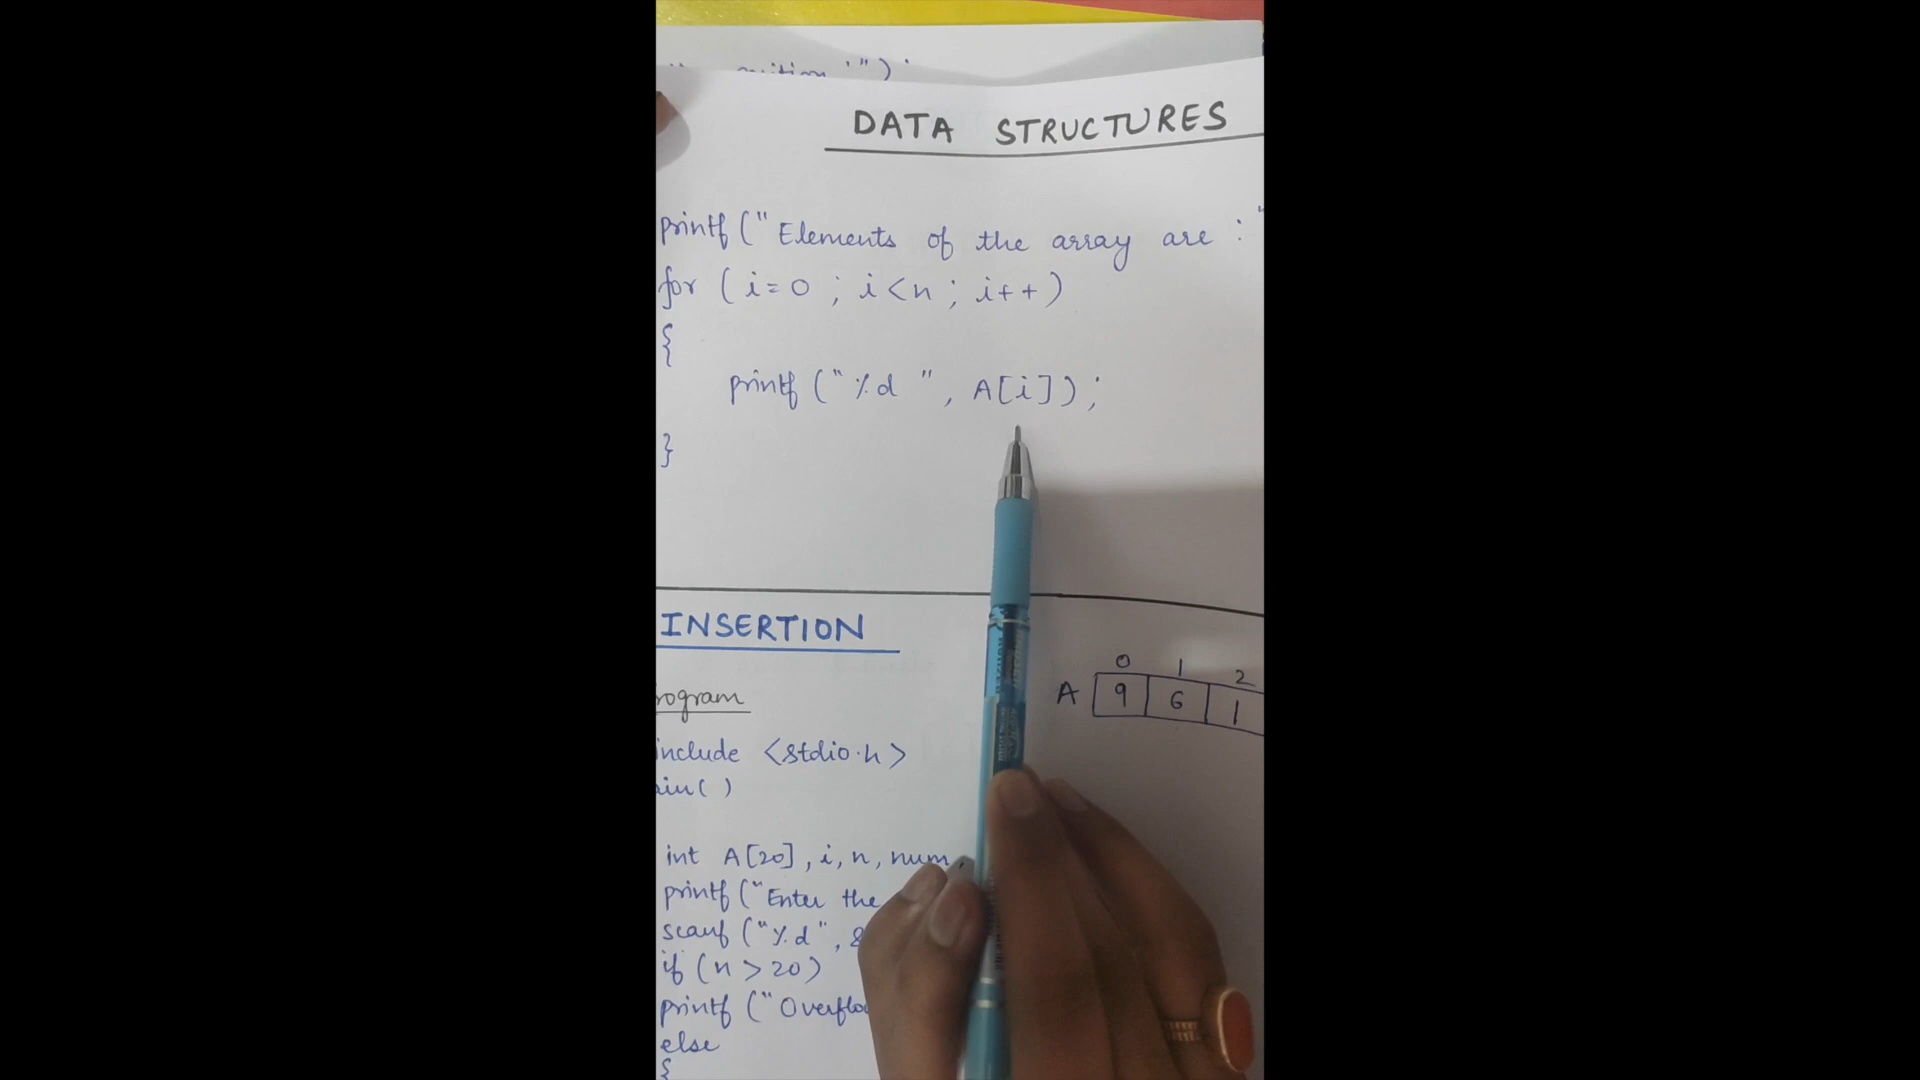 DATA STRUCTURES
printf ("Elements of the array are : "
for ( i=0 ; i<n ; i++ )
{
printf ("%d ", A[i]);
}
INSERTION
0 1 2
A 9 6 1
rogram
include <stdio.h>
ain( )
int A[20], i, n, num,
printf ("Enter the
scanf ("%d", &
if (n > 20)
printf ("Overflo
else
{